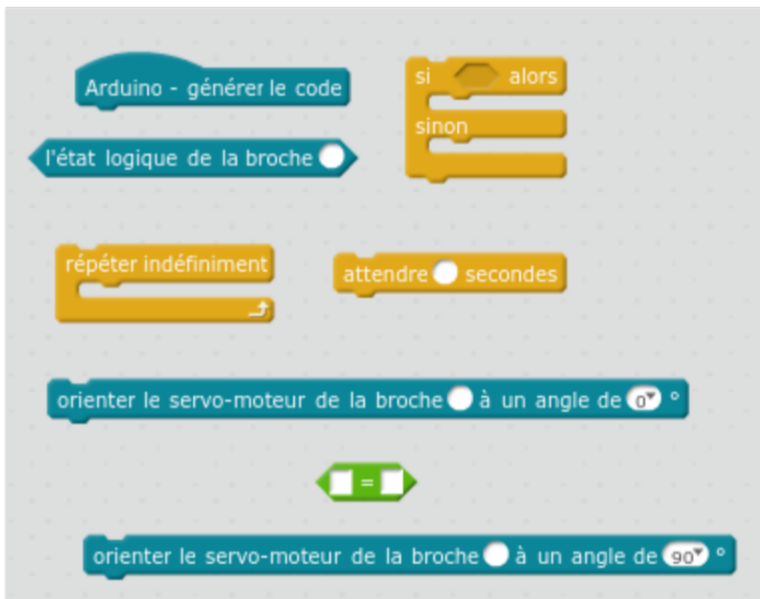 Arduino - générer le code
si alors
sinon
l'état logique de la broche
répéter indéfiniment
attendre secondes
orienter le servo-moteur de la broche à un angle de 0 °
=
orienter le servo-moteur de la broche à un angle de 90 °